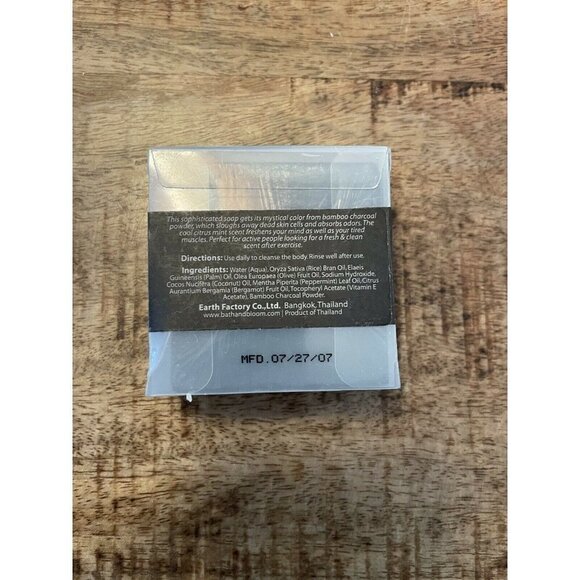 This sophisticated soap gets its mystical color from bamboo charcoal
powder, which sloughs away dead skin cells and absorbs odors. The
cool citrus mint scent freshens your mind as well as your tired
muscles. Perfect for active people looking for a fresh & clean
scent after exercise.
Directions: Use daily to cleanse the body. Rinse well after use.
Ingredients: Water (Aqua), Oryza Sativa (Rice) Bran Oil, Elaeis
Guineensis (Palm) Oil, Olea Europaea (Olive) Fruit Oil, Sodium Hydroxide,
Cocos Nucifera (Coconut) Oil, Mentha Piperita (Peppermint) Leaf Oil, Citrus
Aurantium Bergamia (Bergamot) Fruit Oil, Tocopheryl Acetate (Vitamin E
Acetate), Bamboo Charcoal Powder.
Earth Factory Co.,Ltd. Bangkok, Thailand
www.bathandbloom.com | Product of Thailand
MFD. 07/27/07